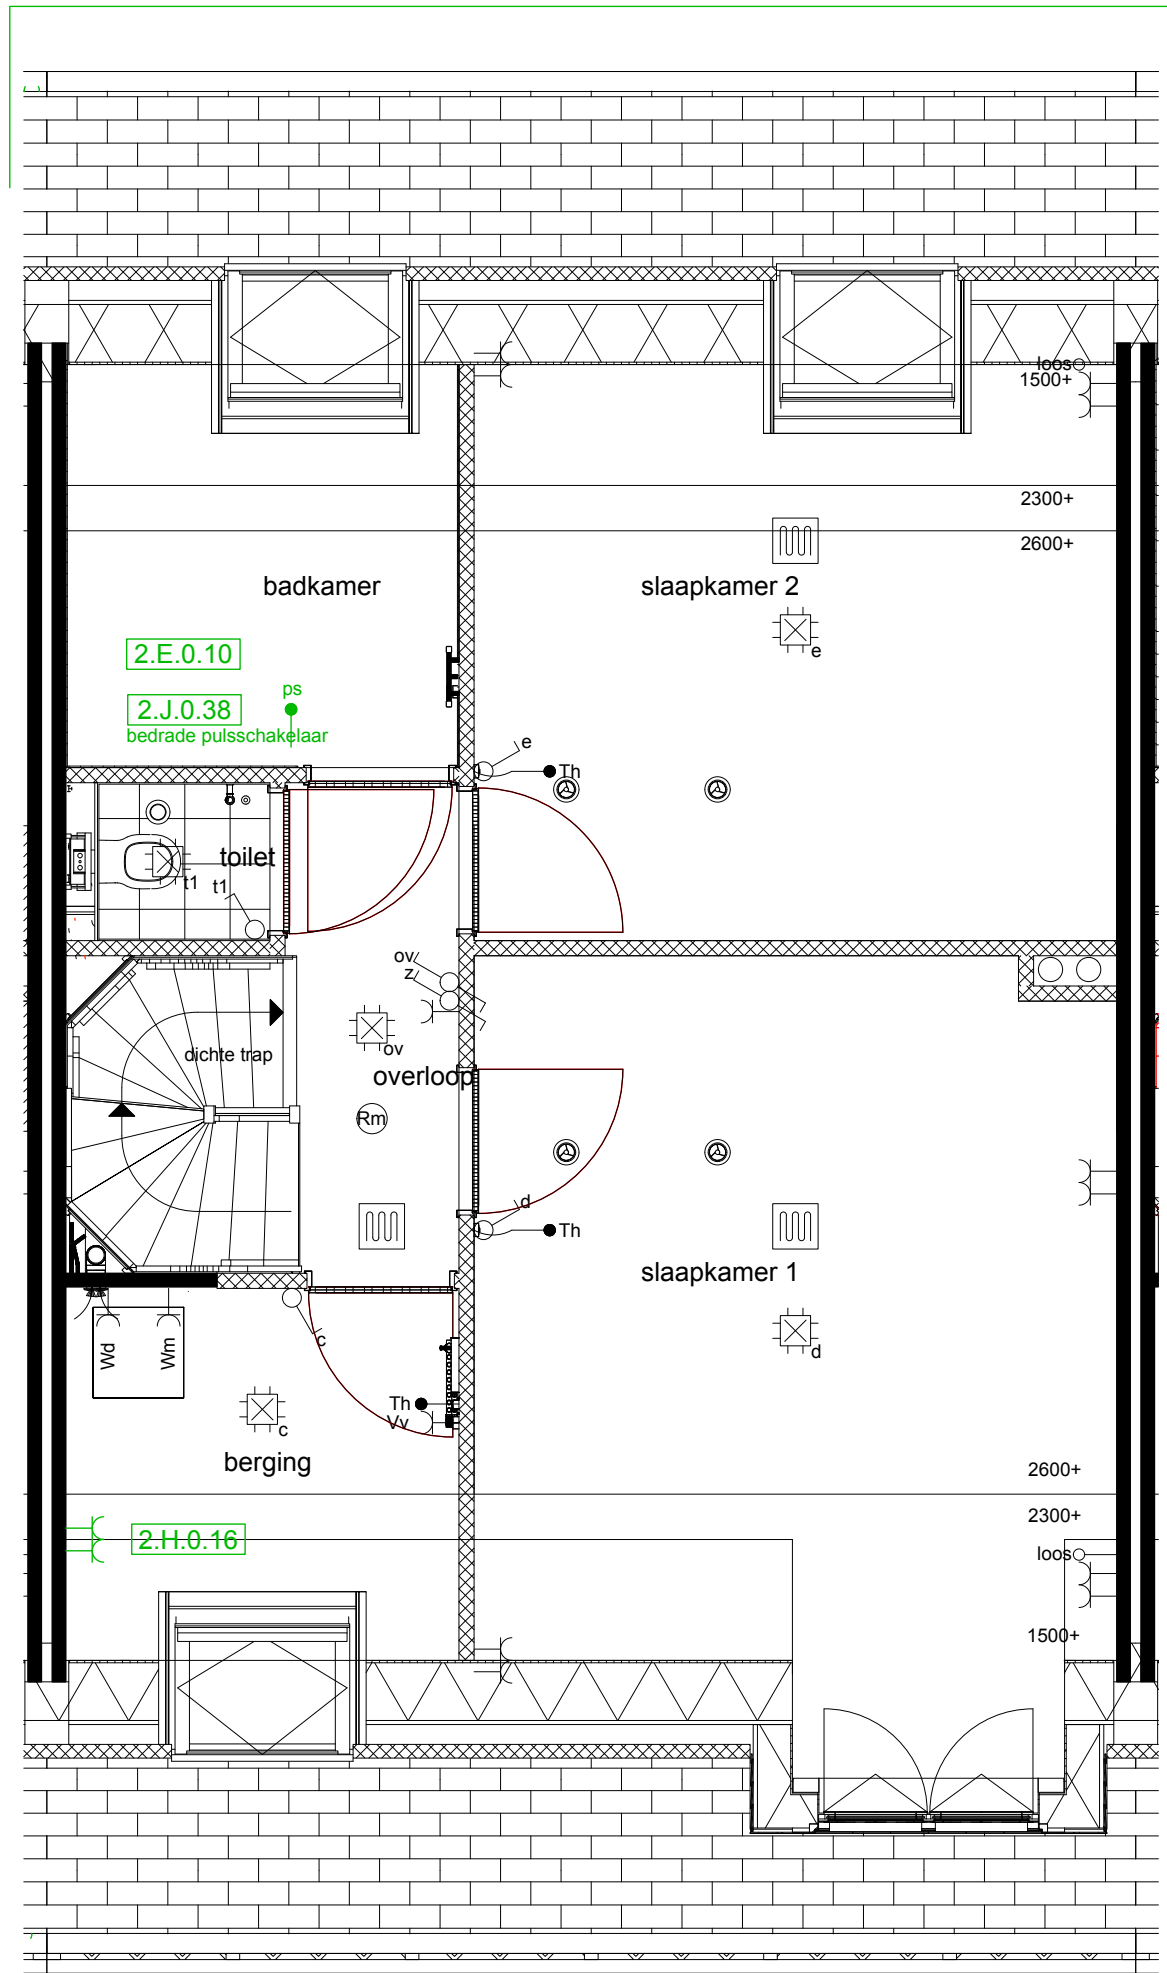 loos
1500+
2300+
2600+
badkamer
slaapkamer 2
2.E.0.10
e
ps
2.J.0.38
bedrade pulsschakelaar
e
Th
toilet
t1
t1
ov
z
ov
dichte trap
overloop
Rm
d
Th
slaapkamer 1
c
d
Wd
Wm
Th
Vv
c
berging
2600+
2300+
2.H.0.16
loos
1500+